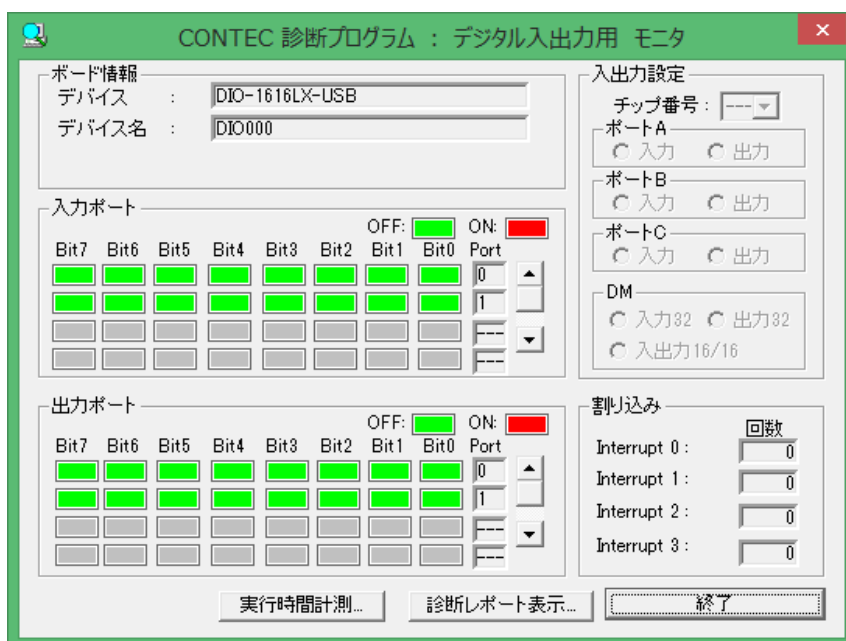 CONTEC 診断プログラム : デジタル入出力用 モニタ
ボード情報
デバイス : DIO-1616LX-USB
デバイス名 : DIO000
入力ポート
OFF: ON:
Bit7 Bit6 Bit5 Bit4 Bit3 Bit2 Bit1 Bit0 Port
0
1
---
---
出力ポート
OFF: ON:
Bit7 Bit6 Bit5 Bit4 Bit3 Bit2 Bit1 Bit0 Port
0
1
---
---
入出力設定
チップ番号 : ---
ポートA
入力 出力
ポートB
入力 出力
ポートC
入力 出力
DM
入力32 出力32
入出力16/16
割り込み
回数
Interrupt 0 : 0
Interrupt 1 : 0
Interrupt 2 : 0
Interrupt 3 : 0
実行時間計測... 診断レポート表示... 終了